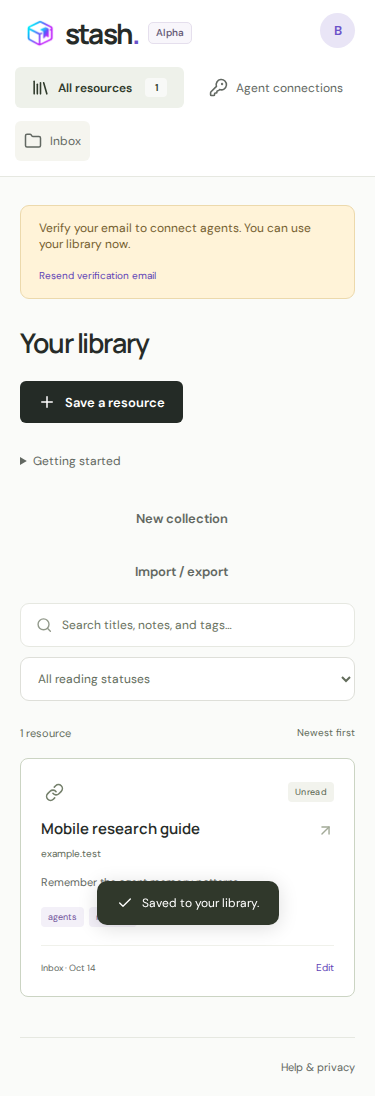 stash.
Alpha
B
All resources
1
Agent connections
Inbox
Verify your email to connect agents. You can use
your library now.
Resend verification email
Your library
Save a resource
Getting started
New collection
Import / export
Search titles, notes, and tags...
All reading statuses
1 resource
Newest first
Unread
Mobile research guide
example.test
Remember
Saved to your library.
agents
Inbox · Oct 14
Edit
Help & privacy